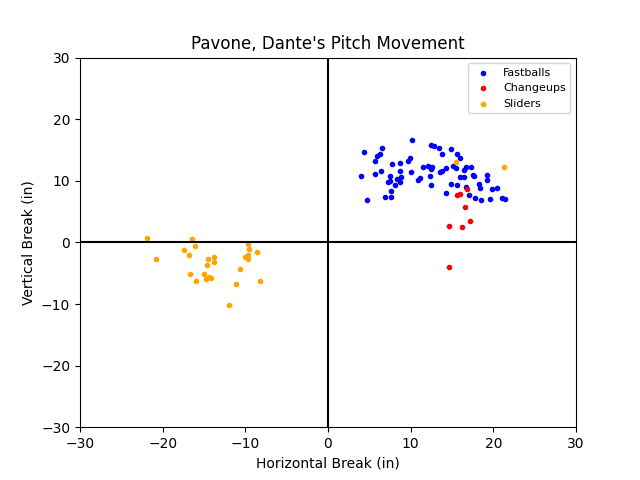 Pavone, Dante's Pitch Movement
Fastballs
Changeups
Sliders
Vertical Break (in)
30
20
10
0
−10
−20
−30
−30
−20
−10
0
10
20
30
Horizontal Break (in)